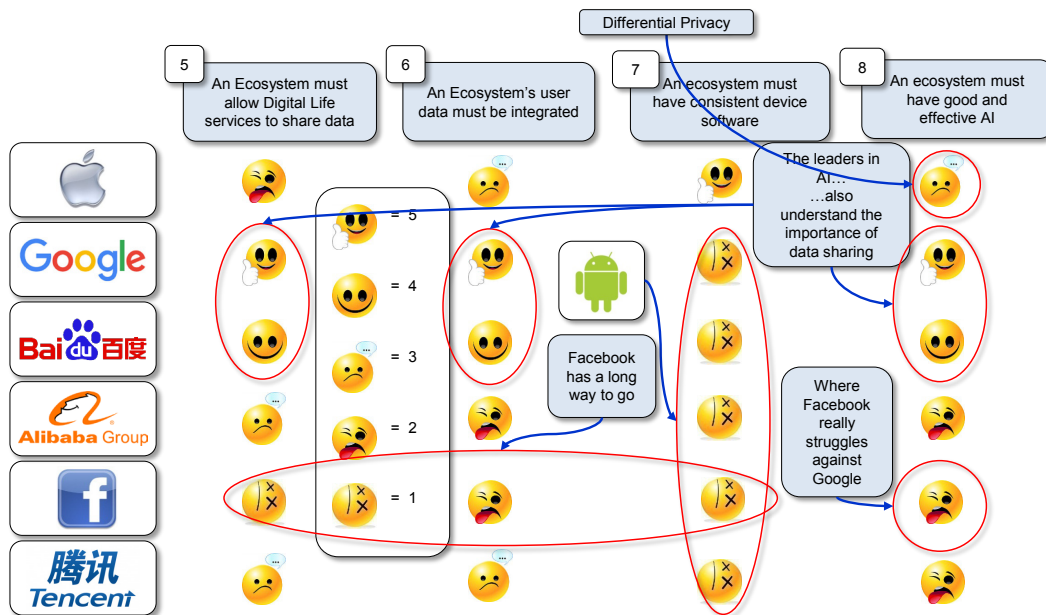 Differential Privacy
5
An Ecosystem must
allow Digital Life
services to share data
6
An Ecosystem's user
data must be integrated
7
An ecosystem must
have consistent device
software
8
An ecosystem must
have good and
effective AI
...
...
The leaders in
AI…
…also
understand the
importance of
data sharing
= 5
Google
= 4
Bai du 百度
= 3
...
Facebook
has a long
way to go
Where
Facebook
really
struggles
against
Google
Alibaba Group
...
= 2
f
= 1
腾讯
Tencent
...
...